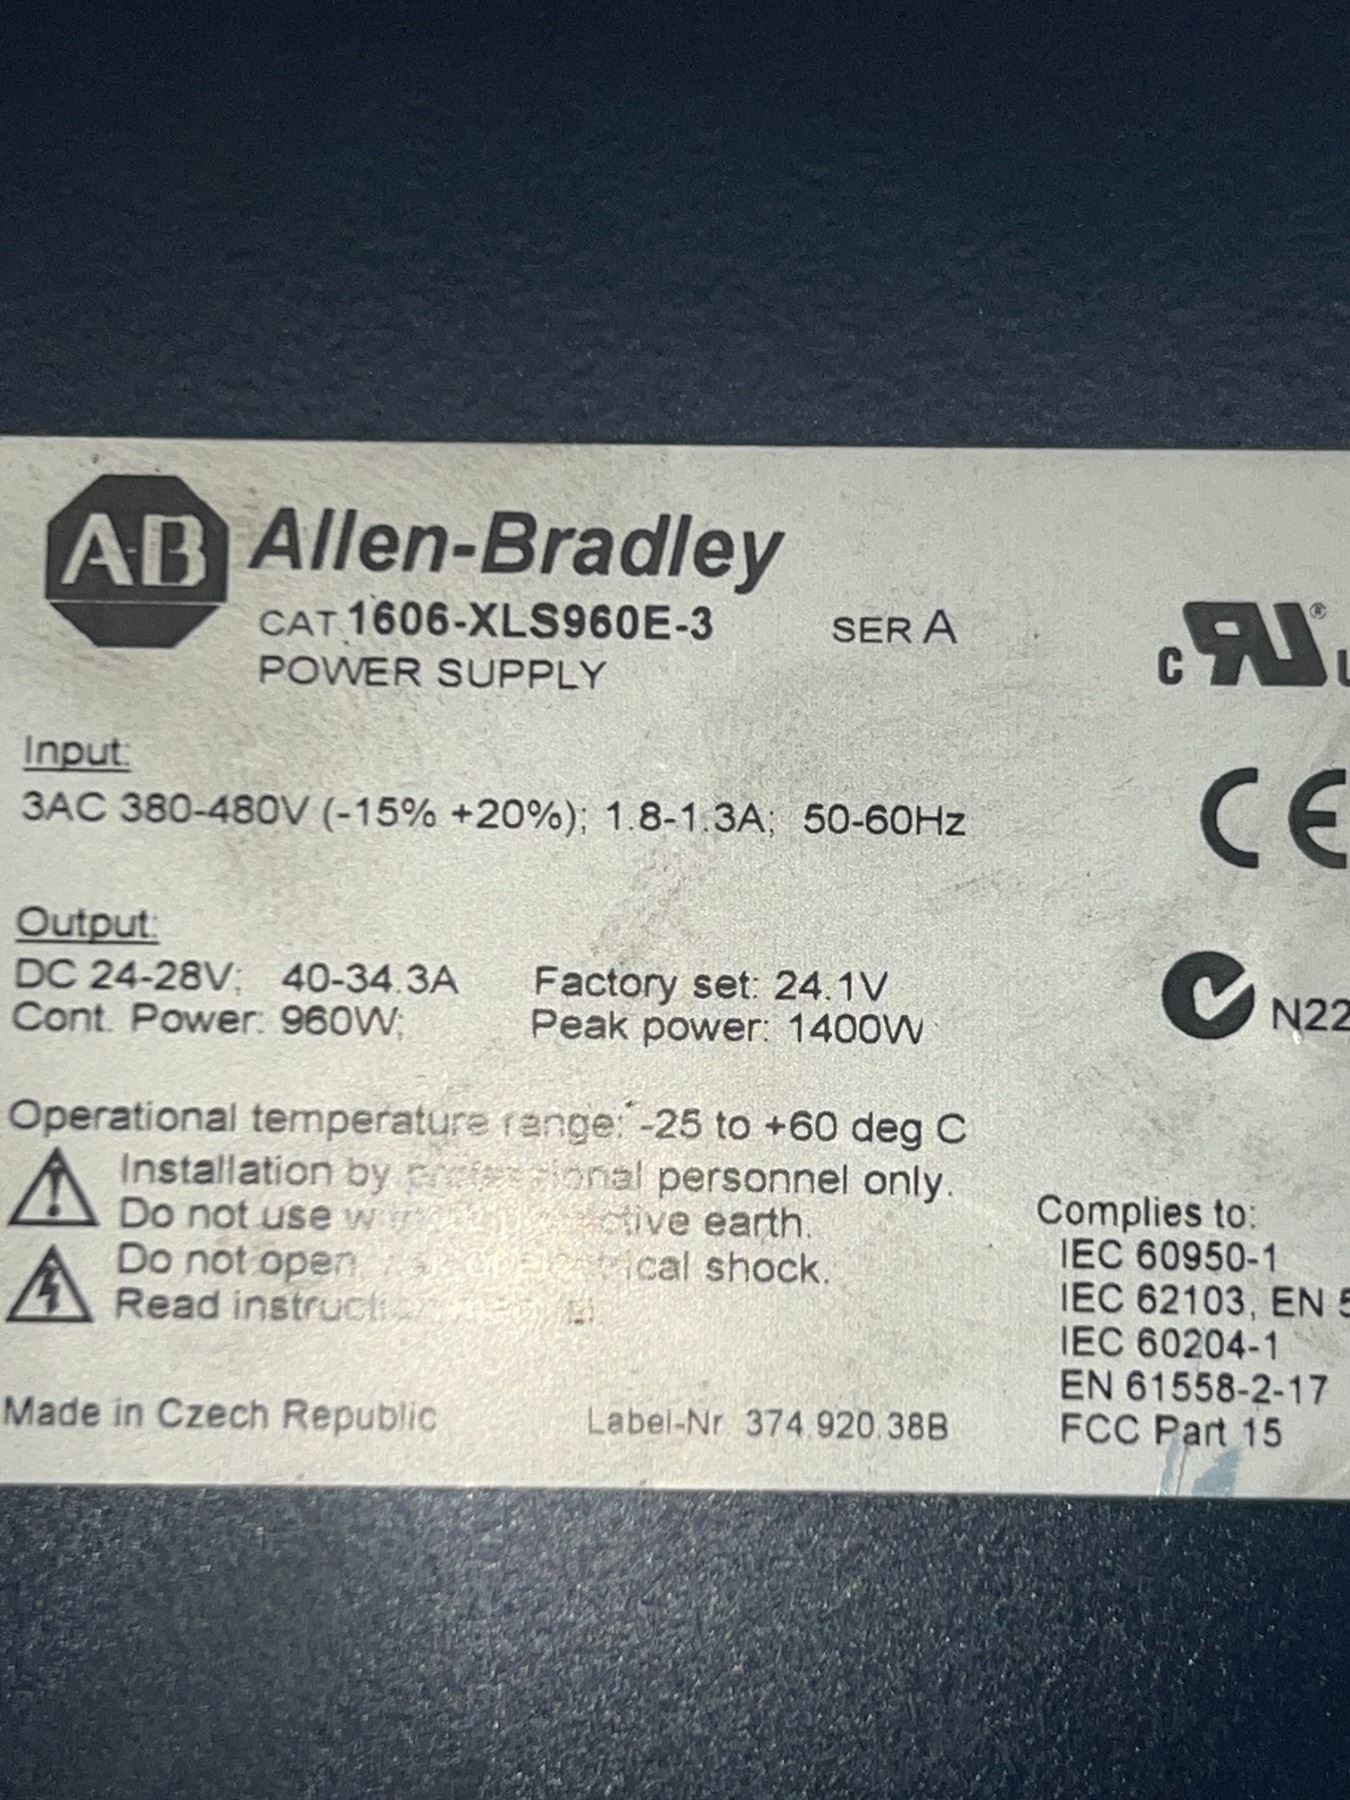 AB Allen-Bradley
CAT.1606-XLS960E-3 SER A
POWER SUPPLY
c RU ®
Input:
3AC 380-480V (-15% +20%); 1.8-1.3A; 50-60Hz
CE
Output:
DC 24-28V; 40-34.3A Factory set: 24.1V
Cont. Power: 960W; Peak power: 1400W
N22
Operational temperature range: -25 to +60 deg C
Installation by professional personnel only.
Do not use earth.
Do not open shock.
Read
Complies to:
IEC 60950-1
IEC 62103, EN
IEC 60204-1
EN 61558-2-17
FCC Part 15
Made in Czech Republic Label-Nr 374.920.38B